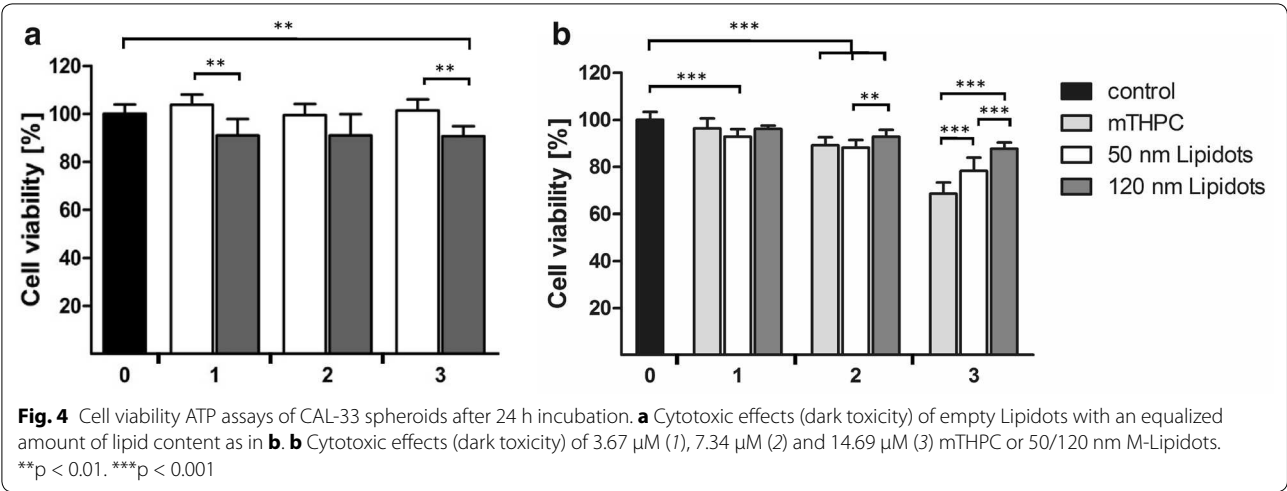 a
**
** **
120
100
80
60
40
20
Cell viability [%]
0 1 2 3
b
***
*** ** *** *** ***
120
100
80
60
40
20
Cell viability [%]
0 1 2 3
control
mTHPC
50 nm Lipidots
120 nm Lipidots
Fig. 4 Cell viability ATP assays of CAL-33 spheroids after 24 h incubation. a Cytotoxic effects (dark toxicity) of empty Lipidots with an equalized
amount of lipid content as in b. b Cytotoxic effects (dark toxicity) of 3.67 µM (1), 7.34 µM (2) and 14.69 µM (3) mTHPC or 50/120 nm M-Lipidots.
**p < 0.01. ***p < 0.001